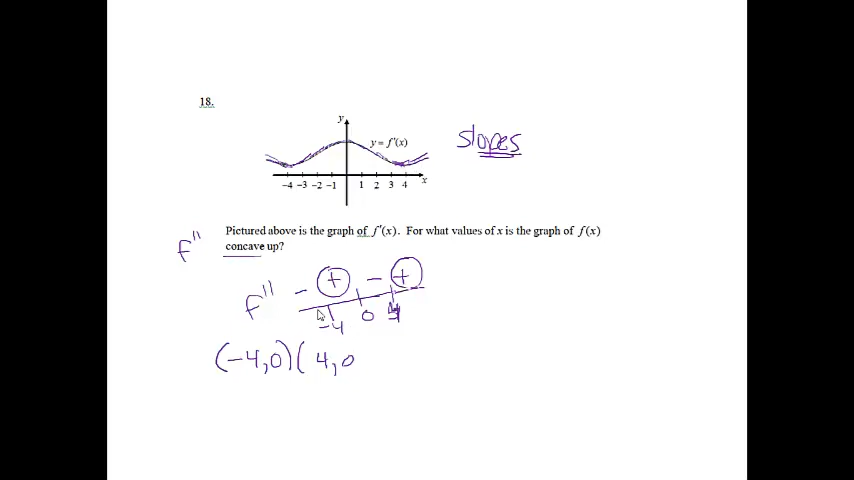 18.
y
y = f'(x)
slopes
-4 -3 -2 -1 1 2 3 4 x
Pictured above is the graph of f'(x). For what values of x is the graph of f(x)
concave up?
f''
f'' - + - +
-4 0 4
(-4,0)(4,0